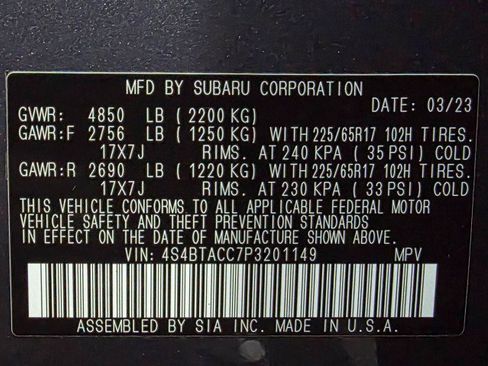 MFD BY SUBARU CORPORATION
DATE: 03/23
GVWR: 4850 LB (2200 KG)
GAWR:F 2756 LB (1250 KG) WITH 225/65R17 102H TIRES.
17X7J RIMS. AT 240 KPA (35 PSI) COLD
GAWR:R 2690 LB (1220 KG) WITH 225/65R17 102H TIRES.
17X7J RIMS. AT 230 KPA (33 PSI) COLD
THIS VEHICLE CONFORMS TO ALL APPLICABLE FEDERAL MOTOR
VEHICLE SAFETY AND THEFT PREVENTION STANDARDS
IN EFFECT ON THE DATE OF MANUFACTURE SHOWN ABOVE.
VIN: 4S4BTACC7P3201149 MPV
ASSEMBLED BY SIA INC. MADE IN U.S.A.